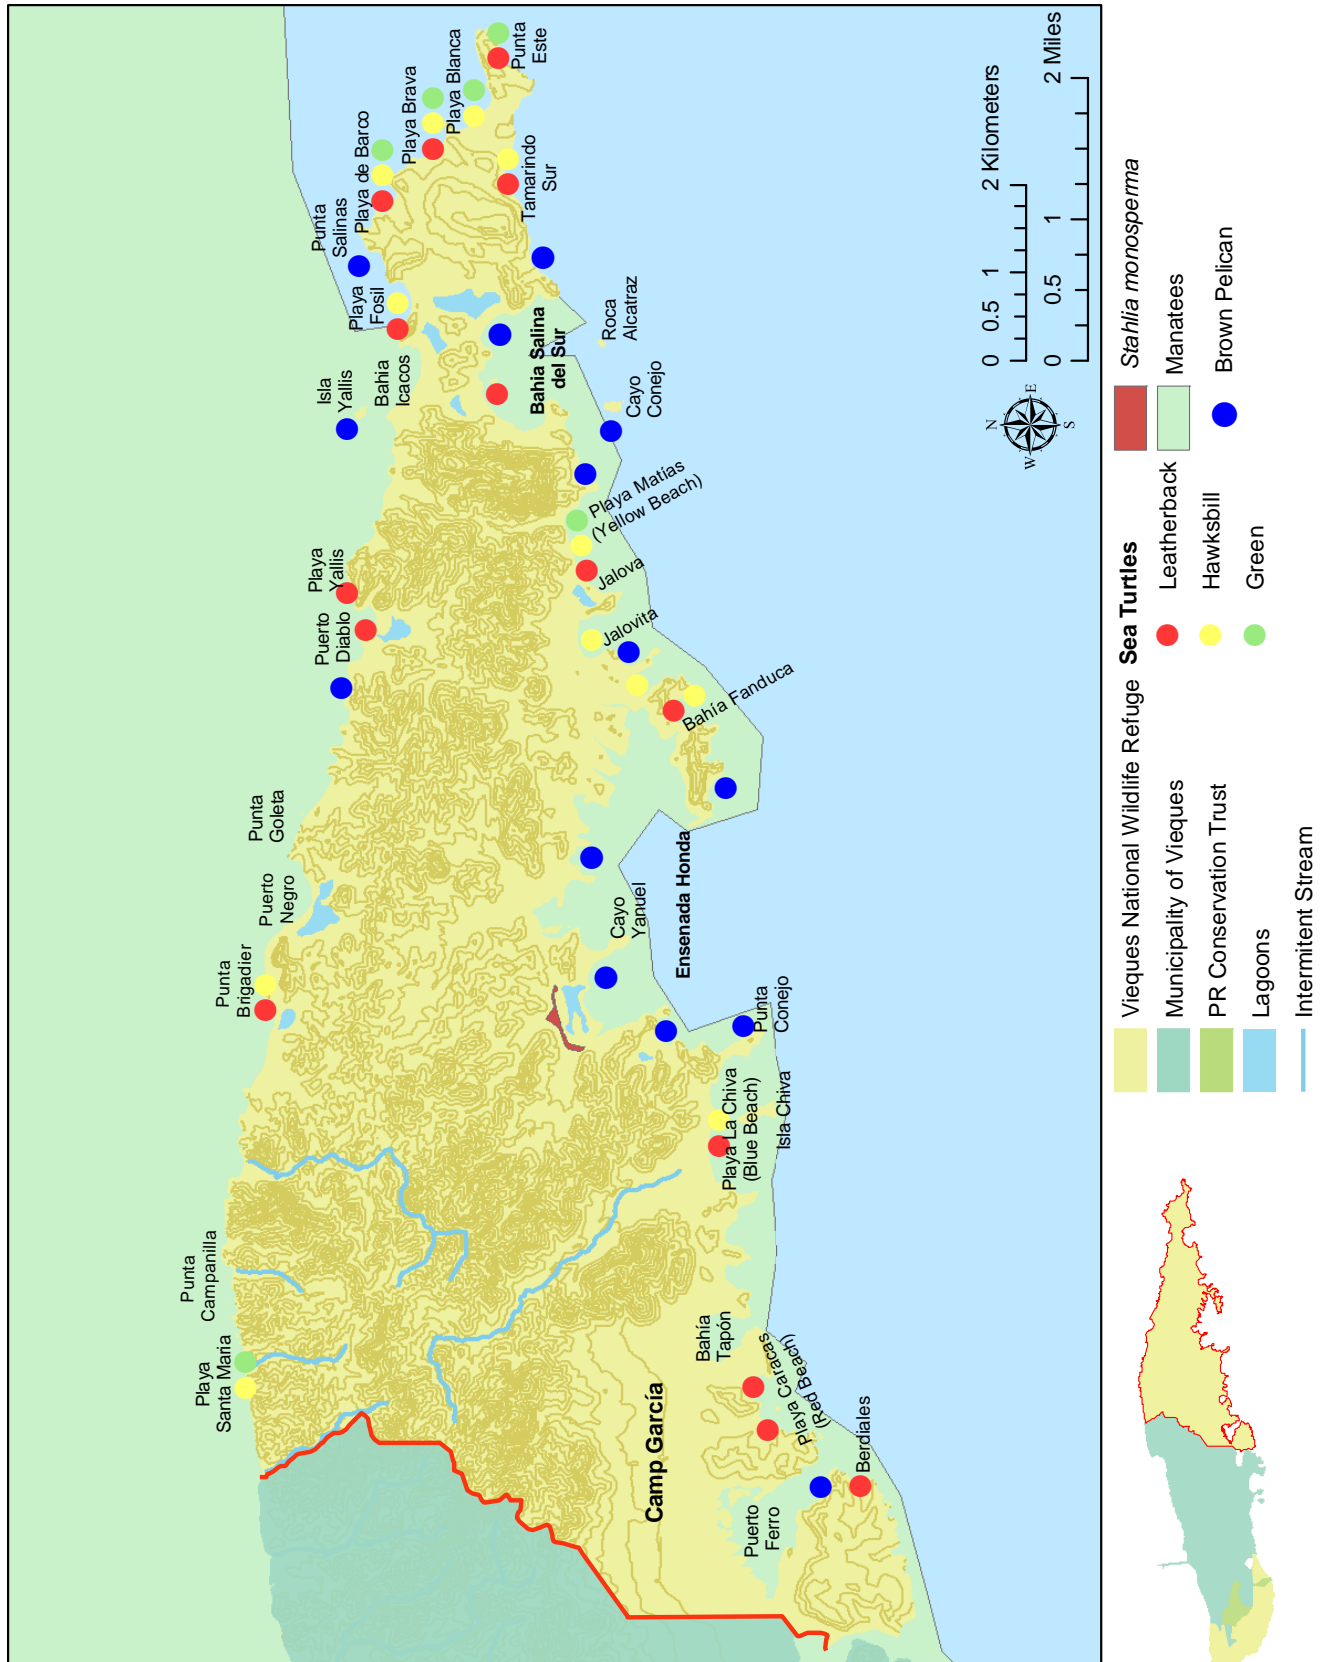 Punta
Este
Playa Blanca
Playa Brava
Playa de Barco
Tamarindo
Sur
Punta
Salinas
Playa
Fosil
Bahia
Icacos
Isla
Yallis
Bahia Salina
del Sur
Roca
Alcatraz
Cayo
Conejo
Playa Matías
(Yellow Beach)
Jalova
Jalovita
Bahía Fanduca
Playa
Yallis
Puerto
Diablo
Punta
Goleta
Puerto
Negro
Punta
Brigadier
Cayo
Yanuel
Ensenada Honda
Punta
Conejo
Playa La Chiva
(Blue Beach)
Isla Chiva
Punta
Campanilla
Playa
Santa Maria
Bahía
Tapón
Playa Caracas
(Red Beach)
Camp García
Puerto
Ferro
Berdiales
0 0.5 1 2 Kilometers
0 0.5 1 2 Miles
N
E
S
W
Vieques National Wildlife Refuge
Municipality of Vieques
PR Conservation Trust
Lagoons
Intermitent Stream
Sea Turtles
Leatherback
Hawksbill
Green
Stahlia monosperma
Manatees
Brown Pelican